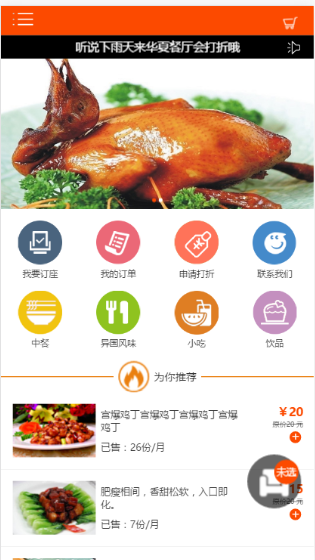 听说下雨天来华夏餐厅会打折哦
我要订座
我的订单
申请打折
联系我们
中餐
异国风味
小吃
饮品
为你推荐
宫爆鸡丁宫爆鸡丁宫爆鸡丁宫爆
鸡丁
¥20
原价20 元
已售：26份/月
肥瘦相间，香甜松软，入口即
化。
15
未选
已售：7份/月